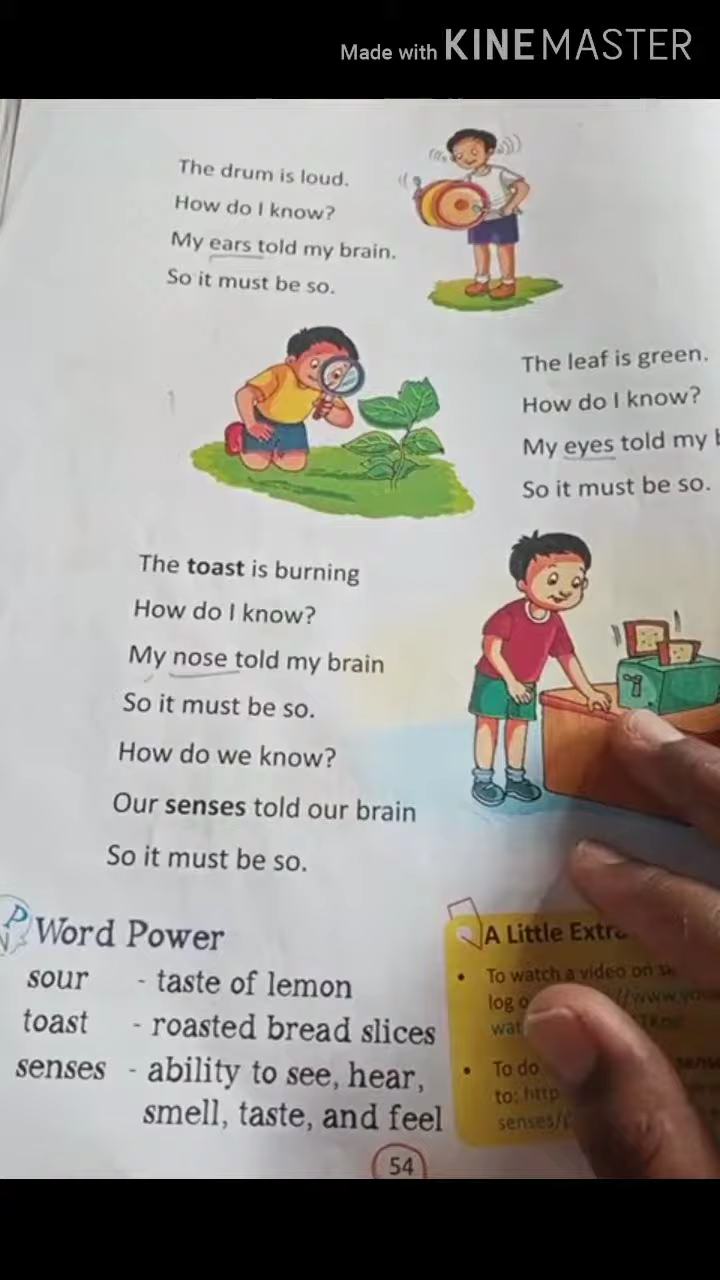 Made with KINEMASTER
The drum is loud.
How do I know?
My ears told my brain.
So it must be so.
The leaf is green.
How do I know?
My eyes told my
So it must be so.
The toast is burning
How do I know?
My nose told my brain
So it must be so.
How do we know?
Our senses told our brain
So it must be so.
Word Power
sour - taste of lemon
toast - roasted bread slices
senses - ability to see, hear,
smell, taste, and feel
A Little
• To watch a video on
log
• To do
to: http
senses/
54